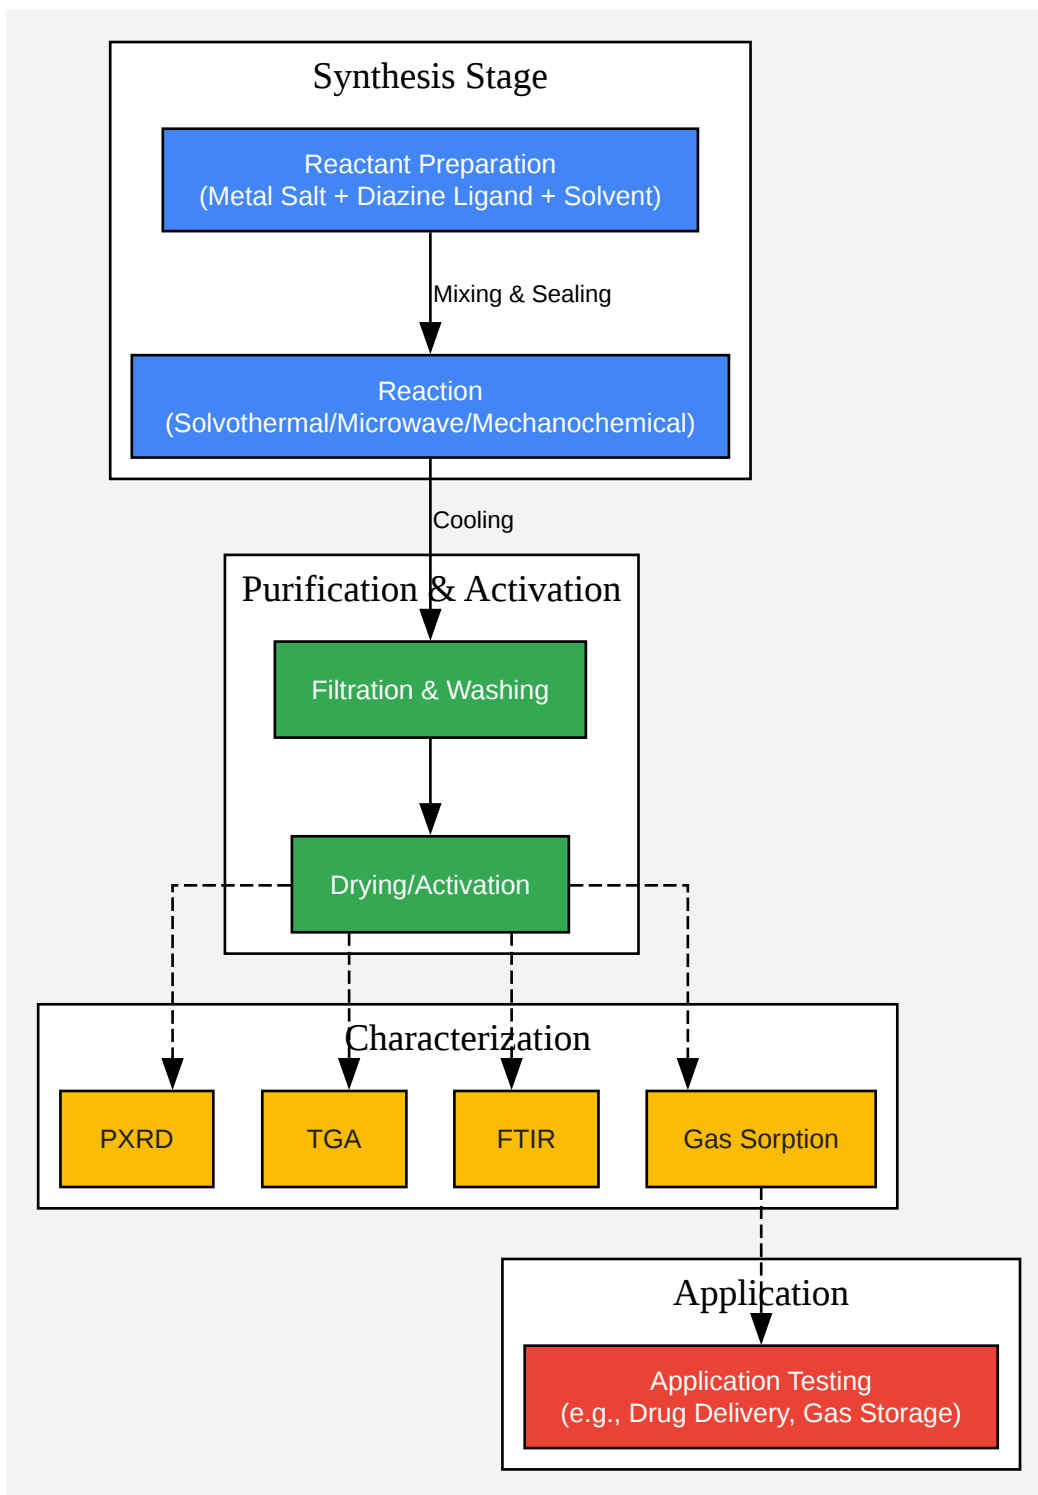 Synthesis Stage
Reactant Preparation
(Metal Salt + Diazine Ligand + Solvent)
Mixing & Sealing
Reaction
(Solvothermal/Microwave/Mechanochemical)
Cooling
Purification & Activation
Filtration & Washing
Drying/Activation
Characterization
PXRD
TGA
FTIR
Gas Sorption
Application
Application Testing
(e.g., Drug Delivery, Gas Storage)